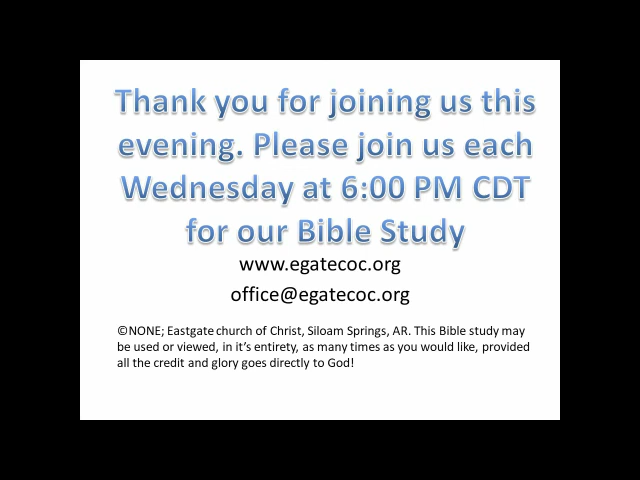 Thank you for joining us this
evening. Please join us each
Wednesday at 6:00 PM CDT
for our Bible Study
www.egatecoc.org
office@egatecoc.org
©NONE; Eastgate church of Christ, Siloam Springs, AR. This Bible study may
be used or viewed, in it’s entirety, as many times as you would like, provided
all the credit and glory goes directly to God!